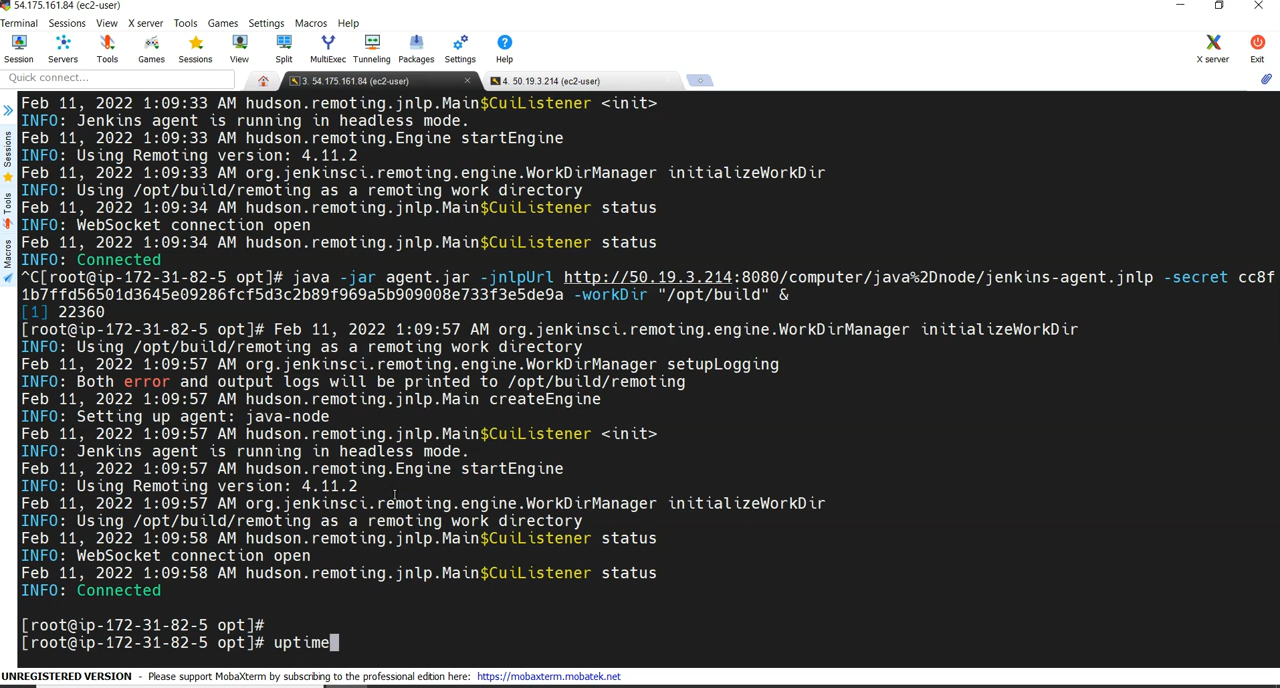 54.175.161.84 (ec2-user)
Terminal Sessions View X server Tools Games Settings Macros Help
Session Servers Tools Games Sessions View Split MultiExec Tunneling Packages Settings Help X server Exit
Quick connect... 3. 54.175.161.84 (ec2-user) 4. 50.19.3.214 (ec2-user)
Sessions
Tools
Macros
Feb 11, 2022 1:09:33 AM hudson.remoting.jnlp.Main$CuiListener <init>
INFO: Jenkins agent is running in headless mode.
Feb 11, 2022 1:09:33 AM hudson.remoting.Engine startEngine
INFO: Using Remoting version: 4.11.2
Feb 11, 2022 1:09:33 AM org.jenkinsci.remoting.engine.WorkDirManager initializeWorkDir
INFO: Using /opt/build/remoting as a remoting work directory
Feb 11, 2022 1:09:34 AM hudson.remoting.jnlp.Main$CuiListener status
INFO: WebSocket connection open
Feb 11, 2022 1:09:34 AM hudson.remoting.jnlp.Main$CuiListener status
INFO: Connected
^C[root@ip-172-31-82-5 opt]# java -jar agent.jar -jnlpUrl http://50.19.3.214:8080/computer/java%2Dnode/jenkins-agent.jnlp -secret cc8f
1b7ffd56501d3645e09286fcf5d3c2b89f969a5b909008e733f3e5de9a -workDir "/opt/build" &
[1] 22360
[root@ip-172-31-82-5 opt]# Feb 11, 2022 1:09:57 AM org.jenkinsci.remoting.engine.WorkDirManager initializeWorkDir
INFO: Using /opt/build/remoting as a remoting work directory
Feb 11, 2022 1:09:57 AM org.jenkinsci.remoting.engine.WorkDirManager setupLogging
INFO: Both error and output logs will be printed to /opt/build/remoting
Feb 11, 2022 1:09:57 AM hudson.remoting.jnlp.Main createEngine
INFO: Setting up agent: java-node
Feb 11, 2022 1:09:57 AM hudson.remoting.jnlp.Main$CuiListener <init>
INFO: Jenkins agent is running in headless mode.
Feb 11, 2022 1:09:57 AM hudson.remoting.Engine startEngine
INFO: Using Remoting version: 4.11.2
Feb 11, 2022 1:09:57 AM org.jenkinsci.remoting.engine.WorkDirManager initializeWorkDir
INFO: Using /opt/build/remoting as a remoting work directory
Feb 11, 2022 1:09:58 AM hudson.remoting.jnlp.Main$CuiListener status
INFO: WebSocket connection open
Feb 11, 2022 1:09:58 AM hudson.remoting.jnlp.Main$CuiListener status
INFO: Connected
[root@ip-172-31-82-5 opt]#
[root@ip-172-31-82-5 opt]# uptime
UNREGISTERED VERSION - Please support MobaXterm by subscribing to the professional edition here: https://mobaxterm.mobatek.net